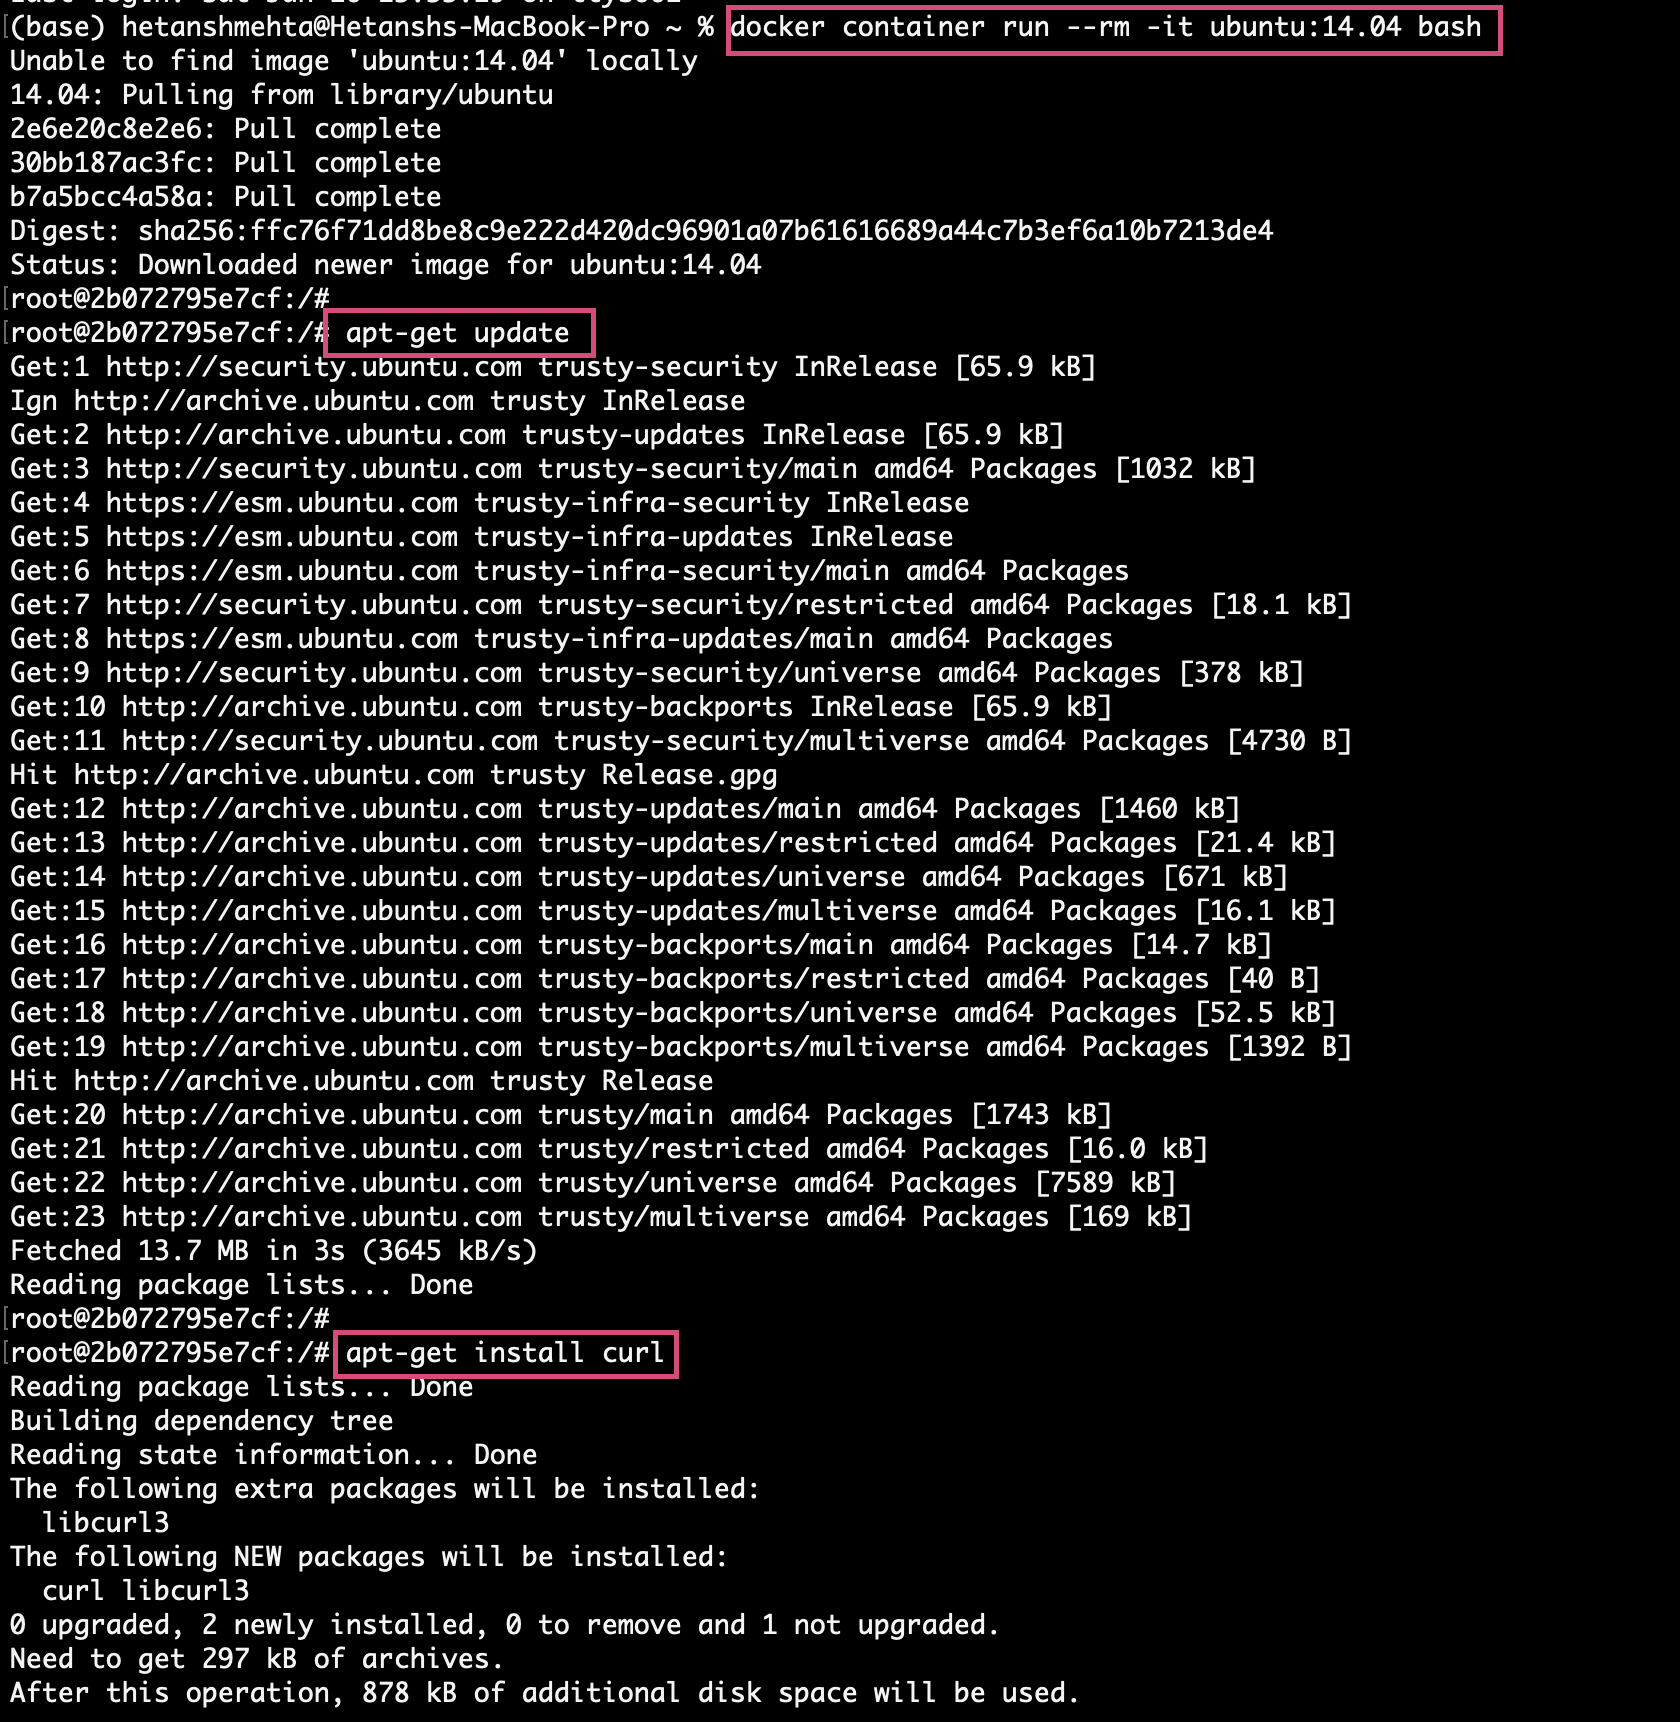 (base) hetanshmehta@Hetanshs-MacBook-Pro ~ % docker container run --rm -it ubuntu:14.04 bash
Unable to find image 'ubuntu:14.04' locally
14.04: Pulling from library/ubuntu
2e6e20c8e2e6: Pull complete
30bb187ac3fc: Pull complete
b7a5bcc4a58a: Pull complete
Digest: sha256:ffc76f71dd8be8c9e222d420dc96901a07b61616689a44c7b3ef6a10b7213de4
Status: Downloaded newer image for ubuntu:14.04
[root@2b072795e7cf:/#
[root@2b072795e7cf:/# apt-get update
Get:1 http://security.ubuntu.com trusty-security InRelease [65.9 kB]
Ign http://archive.ubuntu.com trusty InRelease
Get:2 http://archive.ubuntu.com trusty-updates InRelease [65.9 kB]
Get:3 http://security.ubuntu.com trusty-security/main amd64 Packages [1032 kB]
Get:4 https://esm.ubuntu.com trusty-infra-security InRelease
Get:5 https://esm.ubuntu.com trusty-infra-updates InRelease
Get:6 https://esm.ubuntu.com trusty-infra-security/main amd64 Packages
Get:7 http://security.ubuntu.com trusty-security/restricted amd64 Packages [18.1 kB]
Get:8 https://esm.ubuntu.com trusty-infra-updates/main amd64 Packages
Get:9 http://security.ubuntu.com trusty-security/universe amd64 Packages [378 kB]
Get:10 http://archive.ubuntu.com trusty-backports InRelease [65.9 kB]
Get:11 http://security.ubuntu.com trusty-security/multiverse amd64 Packages [4730 B]
Hit http://archive.ubuntu.com trusty Release.gpg
Get:12 http://archive.ubuntu.com trusty-updates/main amd64 Packages [1460 kB]
Get:13 http://archive.ubuntu.com trusty-updates/restricted amd64 Packages [21.4 kB]
Get:14 http://archive.ubuntu.com trusty-updates/universe amd64 Packages [671 kB]
Get:15 http://archive.ubuntu.com trusty-updates/multiverse amd64 Packages [16.1 kB]
Get:16 http://archive.ubuntu.com trusty-backports/main amd64 Packages [14.7 kB]
Get:17 http://archive.ubuntu.com trusty-backports/restricted amd64 Packages [40 B]
Get:18 http://archive.ubuntu.com trusty-backports/universe amd64 Packages [52.5 kB]
Get:19 http://archive.ubuntu.com trusty-backports/multiverse amd64 Packages [1392 B]
Hit http://archive.ubuntu.com trusty Release
Get:20 http://archive.ubuntu.com trusty/main amd64 Packages [1743 kB]
Get:21 http://archive.ubuntu.com trusty/restricted amd64 Packages [16.0 kB]
Get:22 http://archive.ubuntu.com trusty/universe amd64 Packages [7589 kB]
Get:23 http://archive.ubuntu.com trusty/multiverse amd64 Packages [169 kB]
Fetched 13.7 MB in 3s (3645 kB/s)
Reading package lists... Done
[root@2b072795e7cf:/#
[root@2b072795e7cf:/# apt-get install curl
Reading package lists... Done
Building dependency tree
Reading state information... Done
The following extra packages will be installed:
  libcurl3
The following NEW packages will be installed:
  curl libcurl3
0 upgraded, 2 newly installed, 0 to remove and 1 not upgraded.
Need to get 297 kB of archives.
After this operation, 878 kB of additional disk space will be used.